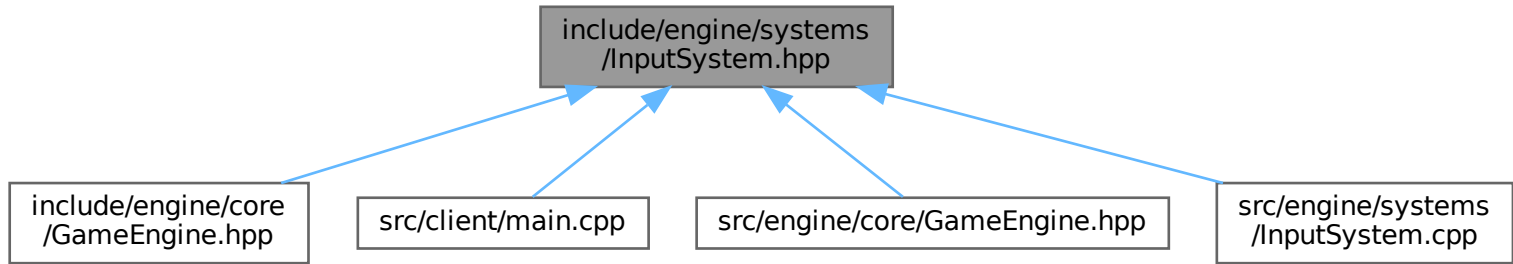 include/engine/systems
/InputSystem.hpp
include/engine/core
/GameEngine.hpp
src/client/main.cpp
src/engine/core/GameEngine.hpp
src/engine/systems
/InputSystem.cpp